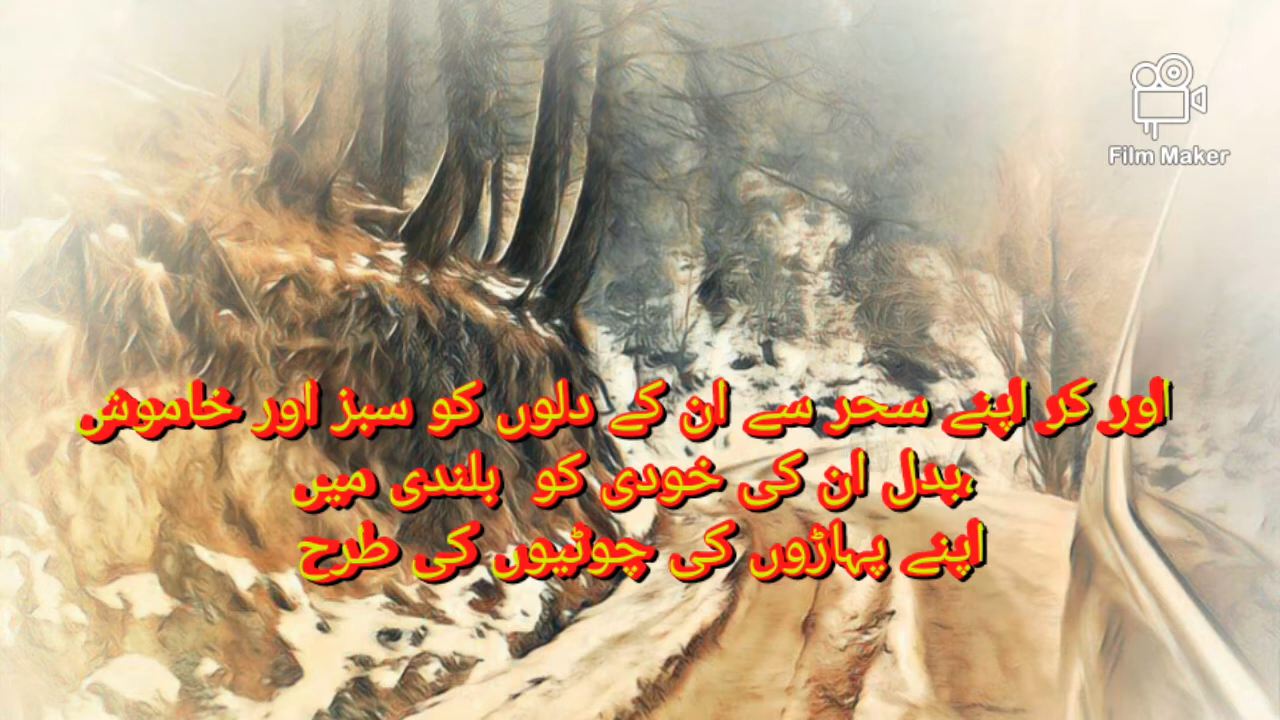 Film Maker
اور کر اپنے سحر سے ان کے دلوں کو سبز اور خاموش
،بدل ان کی خودی کو بلندی میں
اپنے پہاڑوں کی چوٹیوں کی طرح